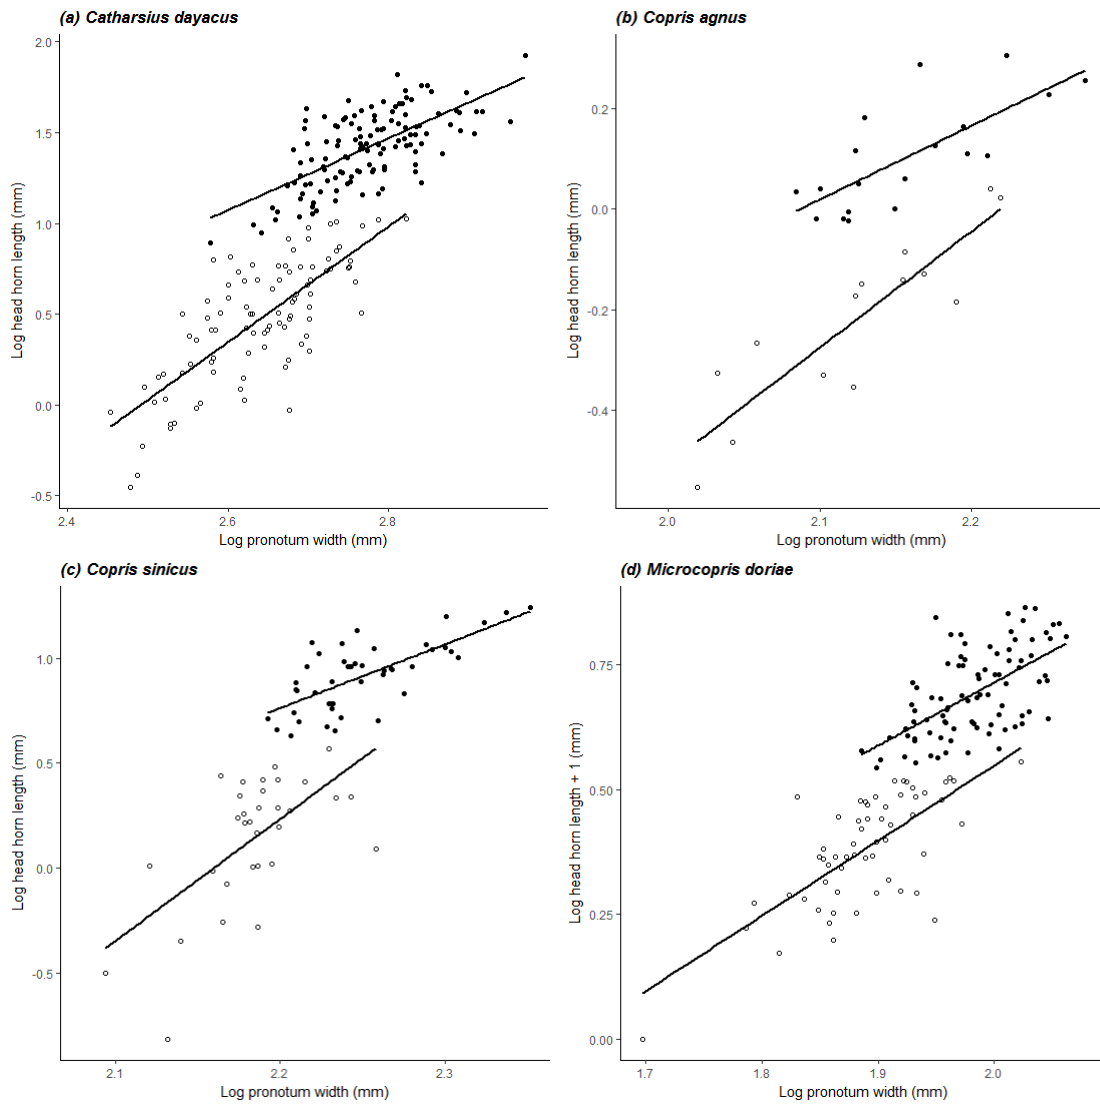 (a) Catharsius dayacus
2.0
1.5
1.0
0.5
0.0
-0.5
Log head horn length (mm)
2.4 2.6 2.8
Log pronotum width (mm)
(b) Copris agnus
0.2
0.0
-0.2
-0.4
Log head horn length (mm)
2.0 2.1 2.2
Log pronotum width (mm)
(c) Copris sinicus
1.0
0.5
0.0
-0.5
Log head horn length (mm)
2.1 2.2 2.3
Log pronotum width (mm)
(d) Microcopris doriae
0.75
0.50
0.25
0.00
Log head horn length + 1 (mm)
1.7 1.8 1.9 2.0
Log pronotum width (mm)